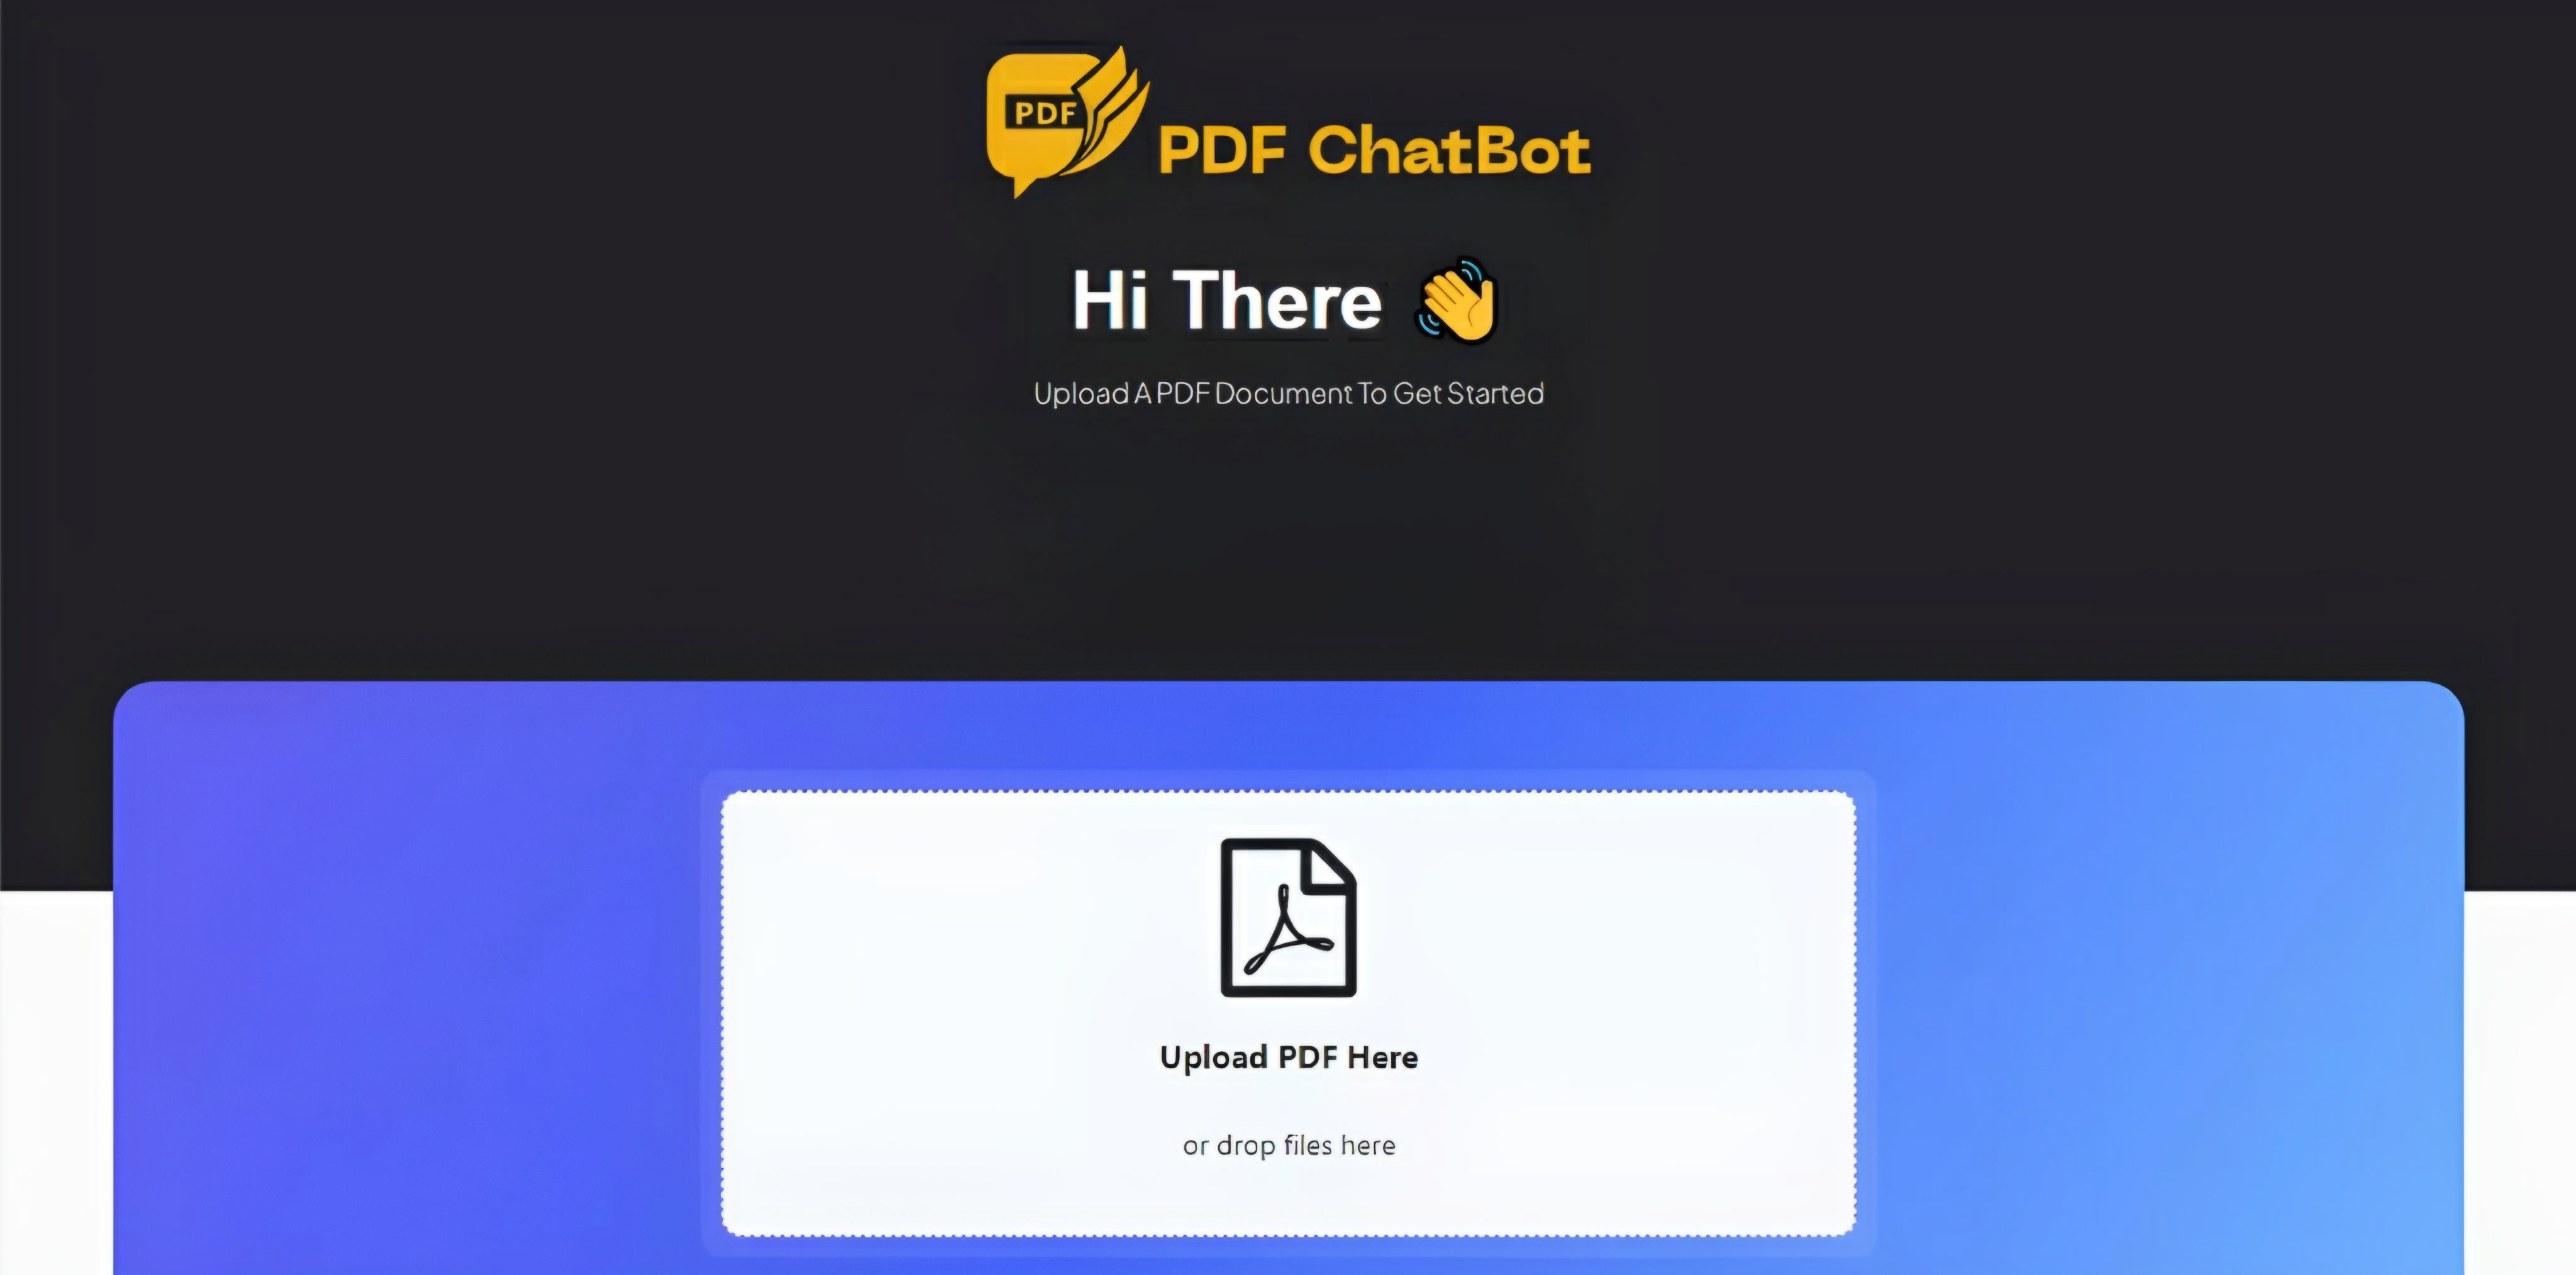 PDF
PDF ChatBot
Hi There 👋
Upload A PDF Document To Get Started
Upload PDF Here
or drop files here